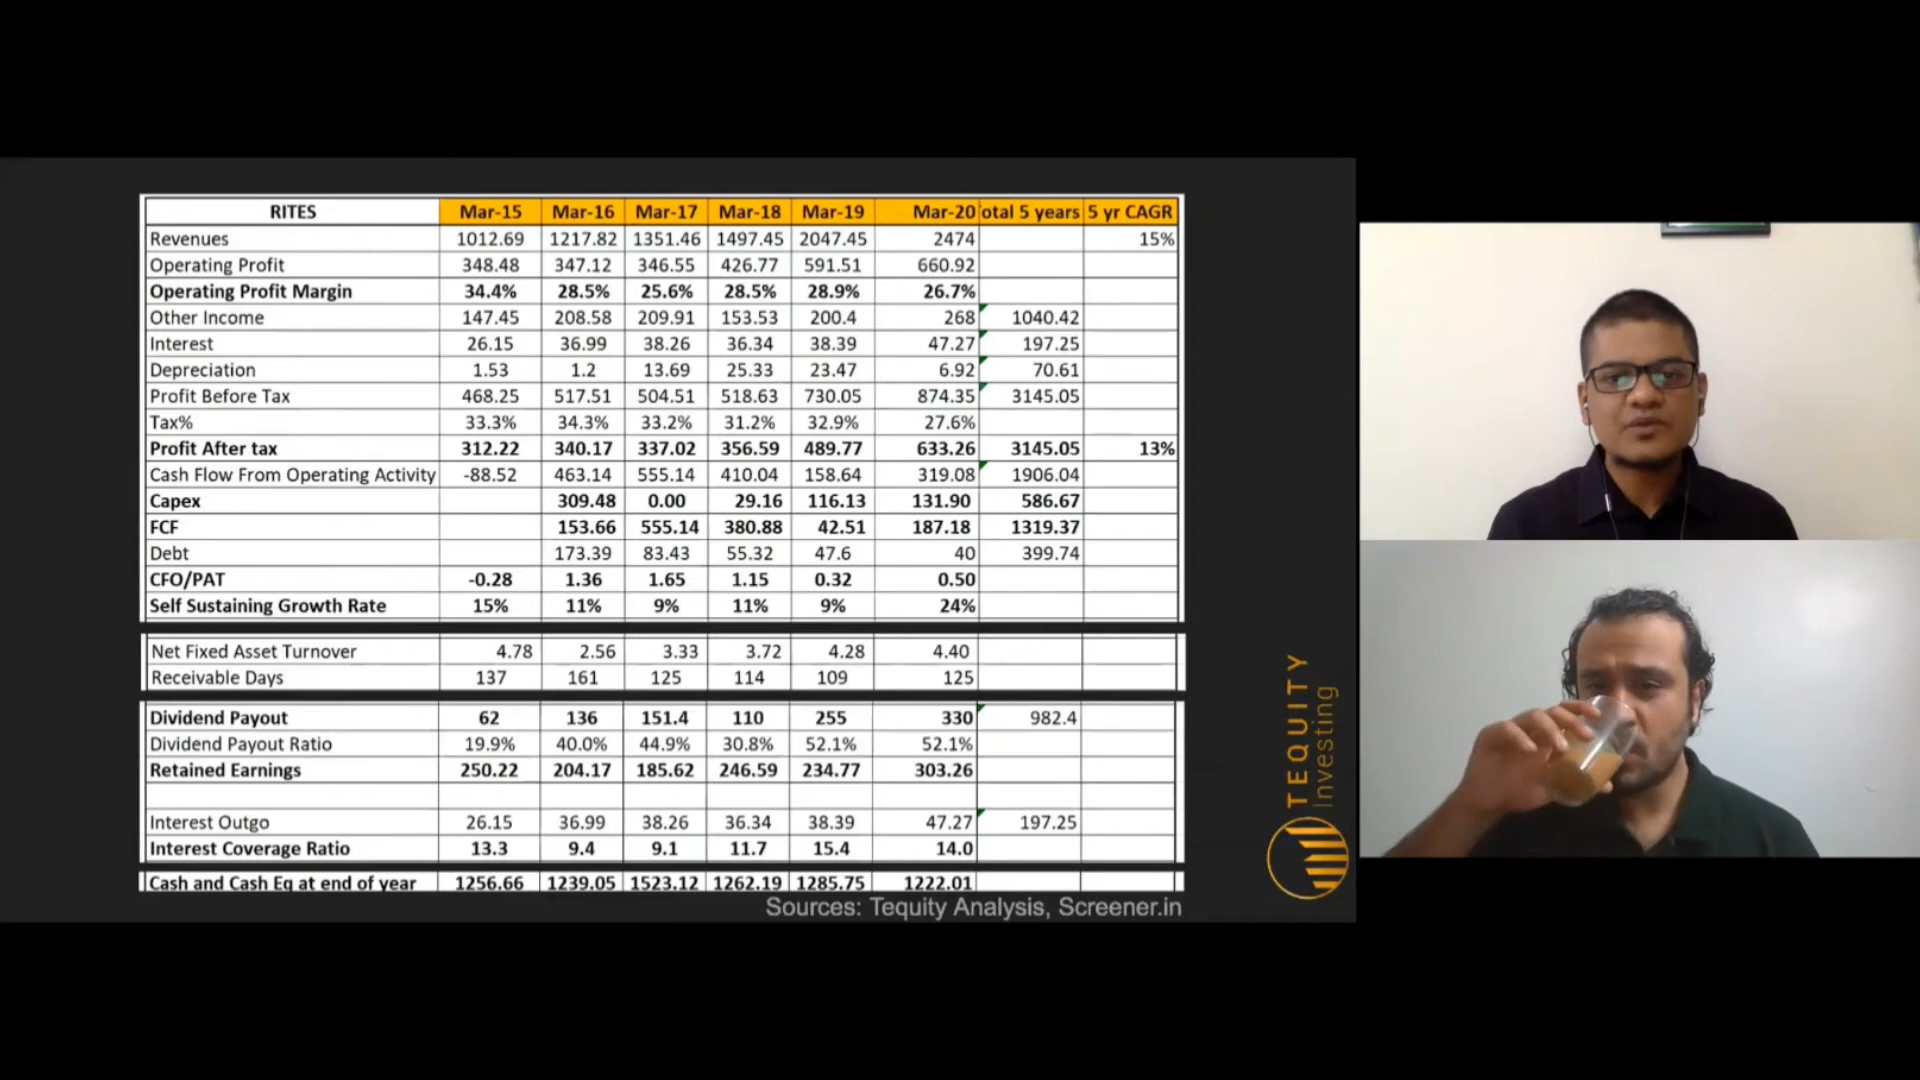 RITES Mar-15 Mar-16 Mar-17 Mar-18 Mar-19 Mar-20 otal 5 years 5 yr CAGR
Revenues 1012.69 1217.82 1351.46 1497.45 2047.45 2474 15%
Operating Profit 348.48 347.12 346.55 426.77 591.51 660.92
Operating Profit Margin 34.4% 28.5% 25.6% 28.5% 28.9% 26.7%
Other Income 147.45 208.58 209.91 153.53 200.4 268 1040.42
Interest 26.15 36.99 38.26 36.34 38.39 47.27 197.25
Depreciation 1.53 1.2 13.69 25.33 23.47 6.92 70.61
Profit Before Tax 468.25 517.51 504.51 518.63 730.05 874.35 3145.05
Tax% 33.3% 34.3% 33.2% 31.2% 32.9% 27.6%
Profit After tax 312.22 340.17 337.02 356.59 489.77 633.26 3145.05 13%
Cash Flow From Operating Activity -88.52 463.14 555.14 410.04 158.64 319.08 1906.04
Capex 309.48 0.00 29.16 116.13 131.90 586.67
FCF 153.66 555.14 380.88 42.51 187.18 1319.37
Debt 173.39 83.43 55.32 47.6 40 399.74
CFO/PAT -0.28 1.36 1.65 1.15 0.32 0.50
Self Sustaining Growth Rate 15% 11% 9% 11% 9% 24%
Net Fixed Asset Turnover 4.78 2.56 3.33 3.72 4.28 4.40
Receivable Days 137 161 125 114 109 125
Dividend Payout 62 136 151.4 110 255 330 982.4
Dividend Payout Ratio 19.9% 40.0% 44.9% 30.8% 52.1% 52.1%
Retained Earnings 250.22 204.17 185.62 246.59 234.77 303.26
Interest Outgo 26.15 36.99 38.26 36.34 38.39 47.27 197.25
Interest Coverage Ratio 13.3 9.4 9.1 11.7 15.4 14.0
Cash and Cash Eq at end of year 1256.66 1239.05 1523.12 1262.19 1285.75 1222.01
Sources: Tequity Analysis, Screener.in
TEQUITY
Investing